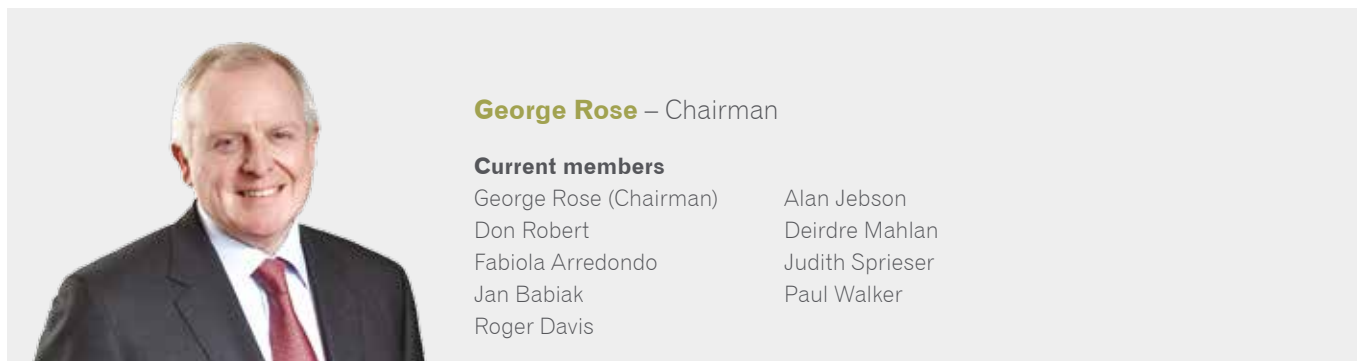 George Rose – Chairman
Current members
George Rose (Chairman)
Don Robert
Fabiola Arredondo
Jan Babiak
Roger Davis
Alan Jebson
Deirdre Mahlan
Judith Sprieser
Paul Walker